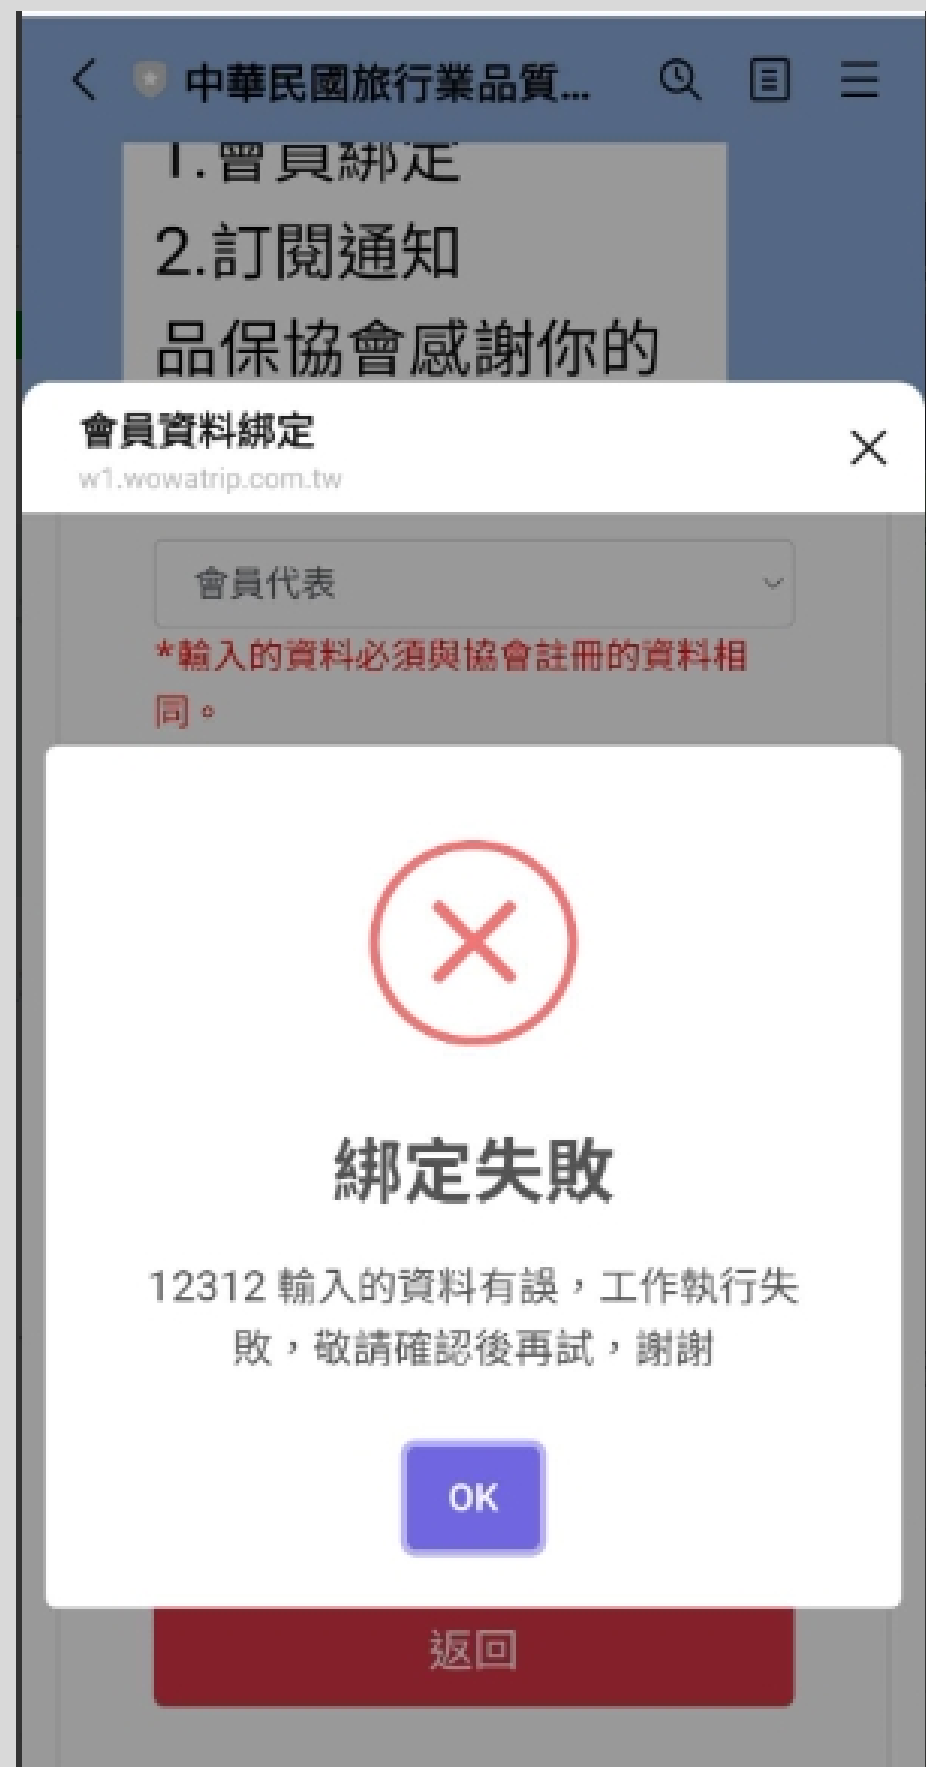 中華民國旅行業品質...
1.會員綁定
2.訂閱通知
品保協會感謝你的
會員資料綁定
w1.wowatrip.com.tw
會員代表
*輸入的資料必須與協會註冊的資料相
同。
綁定失敗
12312 輸入的資料有誤，工作執行失
敗，敬請確認後再試，謝謝
OK
返回